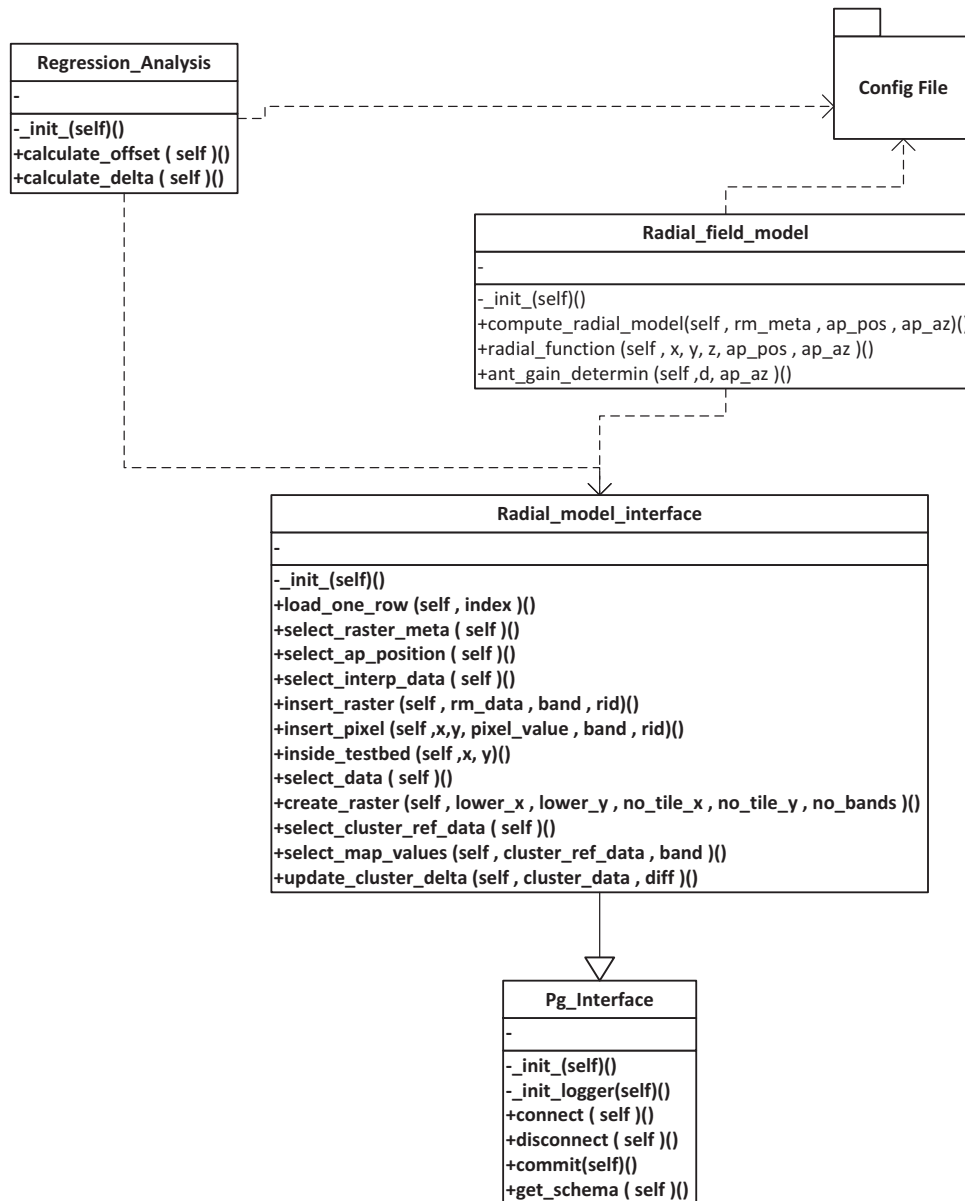 Regression_Analysis
-
-_init_(self)()
+calculate_offset ( self )()
+calculate_delta ( self )()
Config File
Radial_field_model
-
-_init_(self)()
+compute_radial_model(self , rm_meta , ap_pos , ap_az)()
+radial_function (self , x, y, z, ap_pos , ap_az )()
+ant_gain_determin (self ,d, ap_az )()
Radial_model_interface
-
-_init_(self)()
+load_one_row (self , index )()
+select_raster_meta ( self )()
+select_ap_position ( self )()
+select_interp_data ( self )()
+insert_raster (self , rm_data , band , rid)()
+insert_pixel (self ,x,y, pixel_value , band , rid)()
+inside_testbed (self ,x, y)()
+select_data ( self )()
+create_raster (self , lower_x , lower_y , no_tile_x , no_tile_y , no_bands )()
+select_cluster_ref_data ( self )()
+select_map_values (self , cluster_ref_data , band )()
+update_cluster_delta (self , cluster_data , diff )()
Pg_Interface
-
-_init_(self)()
-_init_logger(self)()
+connect ( self )()
+disconnect ( self )()
+commit(self)()
+get_schema ( self )()